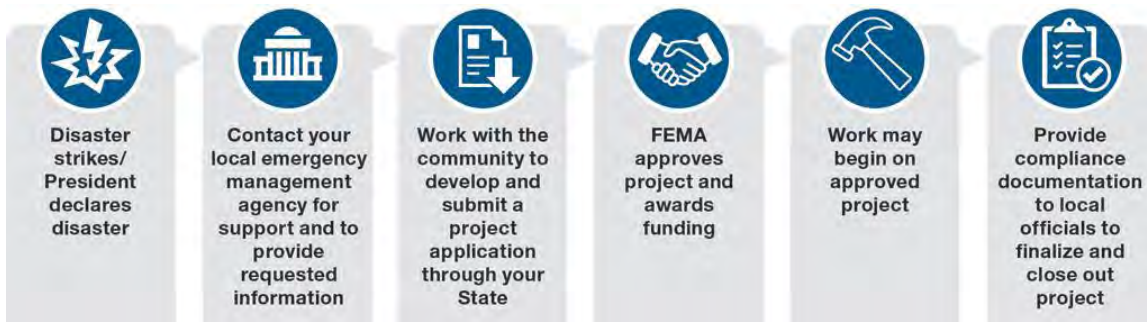 Disaster
strikes/
President
declares
disaster
Contact your
local emergency
management
agency for
support and to
provide
requested
information
Work with the
community to
develop and
submit a
project
application
through your
State
FEMA
approves
project and
awards
funding
Work may
begin on
approved
project
Provide
compliance
documentation
to local
officials to
finalize and
close out
project